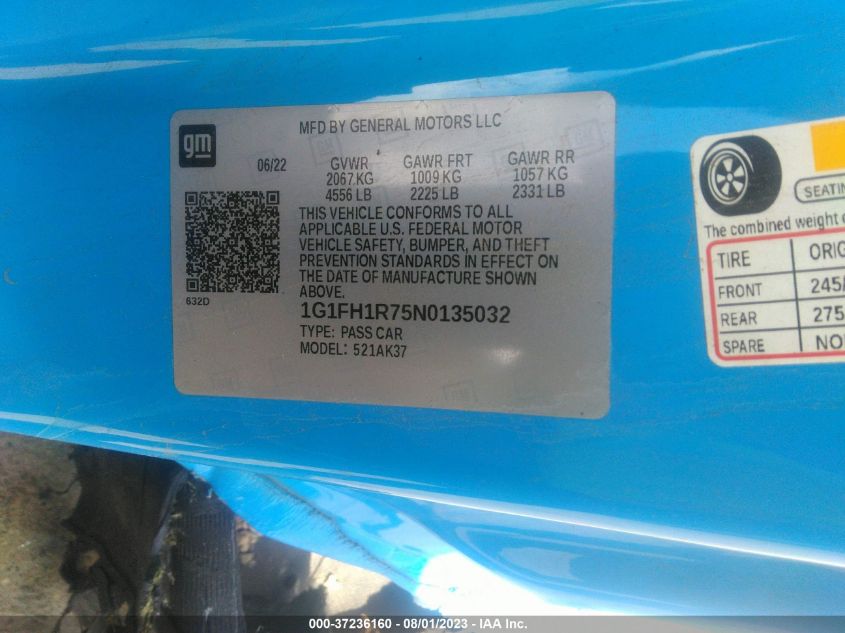 gm
MFD BY GENERAL MOTORS LLC
06/22
GVWR GAWR FRT GAWR RR
2067 KG 1009 KG 1057 KG
4556 LB 2225 LB 2331 LB
THIS VEHICLE CONFORMS TO ALL
APPLICABLE U.S. FEDERAL MOTOR
VEHICLE SAFETY, BUMPER, AND THEFT
PREVENTION STANDARDS IN EFFECT ON
THE DATE OF MANUFACTURE SHOWN
ABOVE.
632D
1G1FH1R75N0135032
TYPE: PASS CAR
MODEL: 521AK37
SEATIN
The combined weight
TIRE ORIG
FRONT 245/
REAR 275
SPARE NO
000-37236160 - 08/01/2023 - IAA Inc.